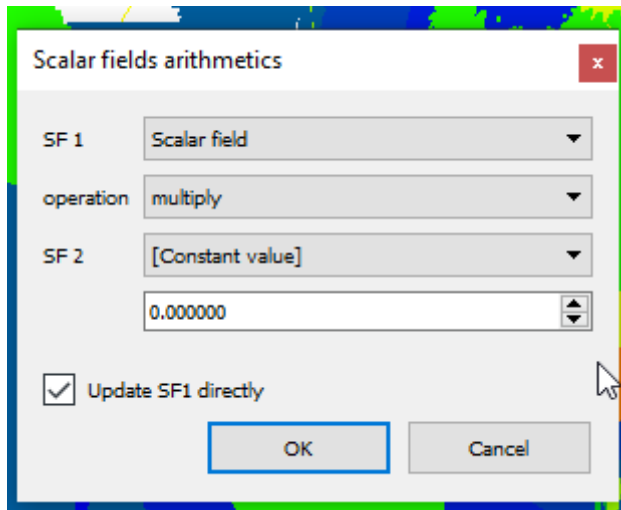 Scalar fields arithmetics
x
SF 1 Scalar field
operation multiply
SF 2 [Constant value]
0.000000
Update SF1 directly
OK Cancel